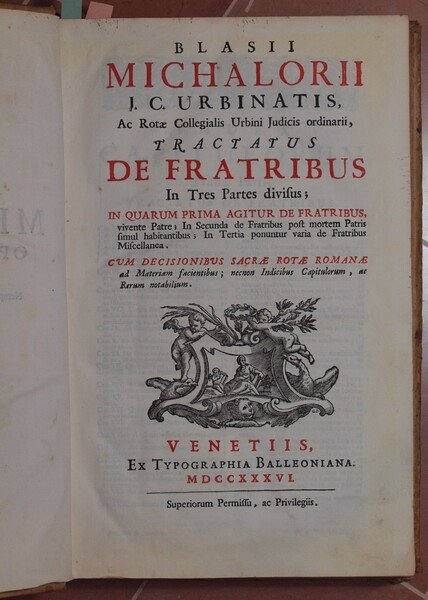 BLASII
MICHALORII
J. C. URBINATIS,
Ac Rotæ Collegialis Urbini Judicis ordinarii,
TRACTATUS
DE FRATRIBUS
In Tres Partes divisus;
IN QUARUM PRIMA AGITUR DE FRATRIBUS,
vivente Patre; In Secunda de Fratribus post mortem Patris
simul habitantibus; In Tertia ponuntur varia de Fratribus
Miscellanea.
CUM DECISIONIBUS SACRÆ ROTÆ ROMANÆ
ad Materiam facientibus; necnon Indicibus Capitulorum, ac
Rerum notabilium.
VENETIIS,
EX TYPOGRAPHIA BALLEONIANA.
MDCCXXXVI.
Superiorum Permissu, ac Privilegiis.